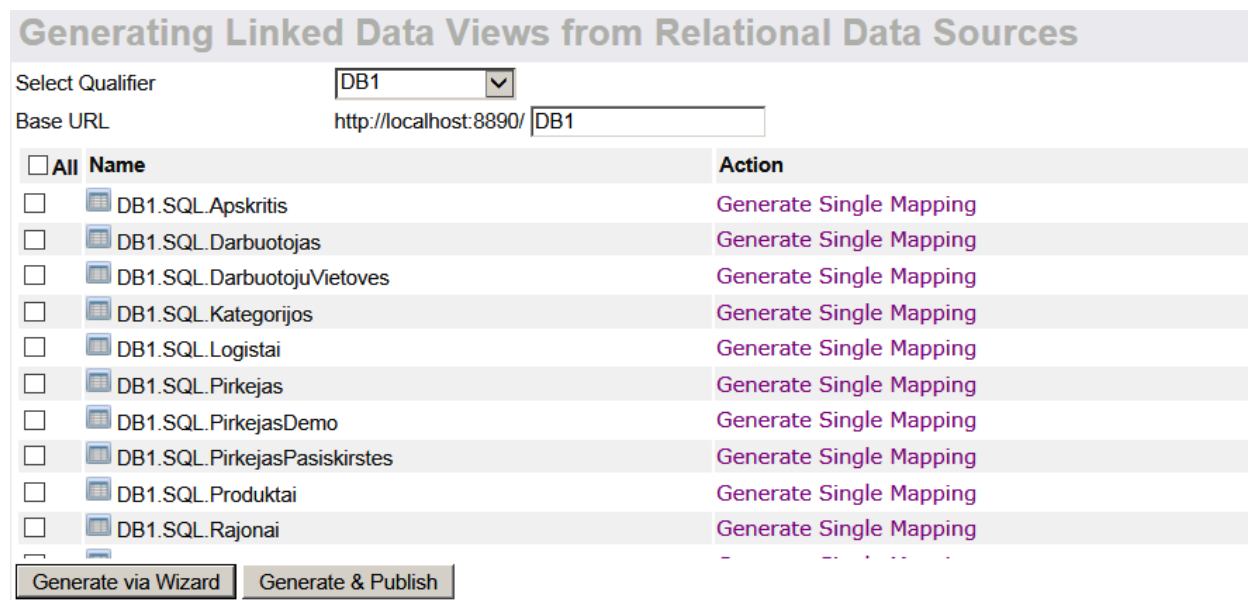 Generating Linked Data Views from Relational Data Sources
Select Qualifier DB1
Base URL http://localhost:8890/ DB1
All Name Action
DB1.SQL.Apskritis Generate Single Mapping
DB1.SQL.Darbuotojas Generate Single Mapping
DB1.SQL.DarbuotojuVietoves Generate Single Mapping
DB1.SQL.Kategorijos Generate Single Mapping
DB1.SQL.Logistai Generate Single Mapping
DB1.SQL.Pirkejas Generate Single Mapping
DB1.SQL.PirkejasDemo Generate Single Mapping
DB1.SQL.PirkejasPasiskirstes Generate Single Mapping
DB1.SQL.Produktai Generate Single Mapping
DB1.SQL.Rajonai Generate Single Mapping
Generate via Wizard Generate & Publish